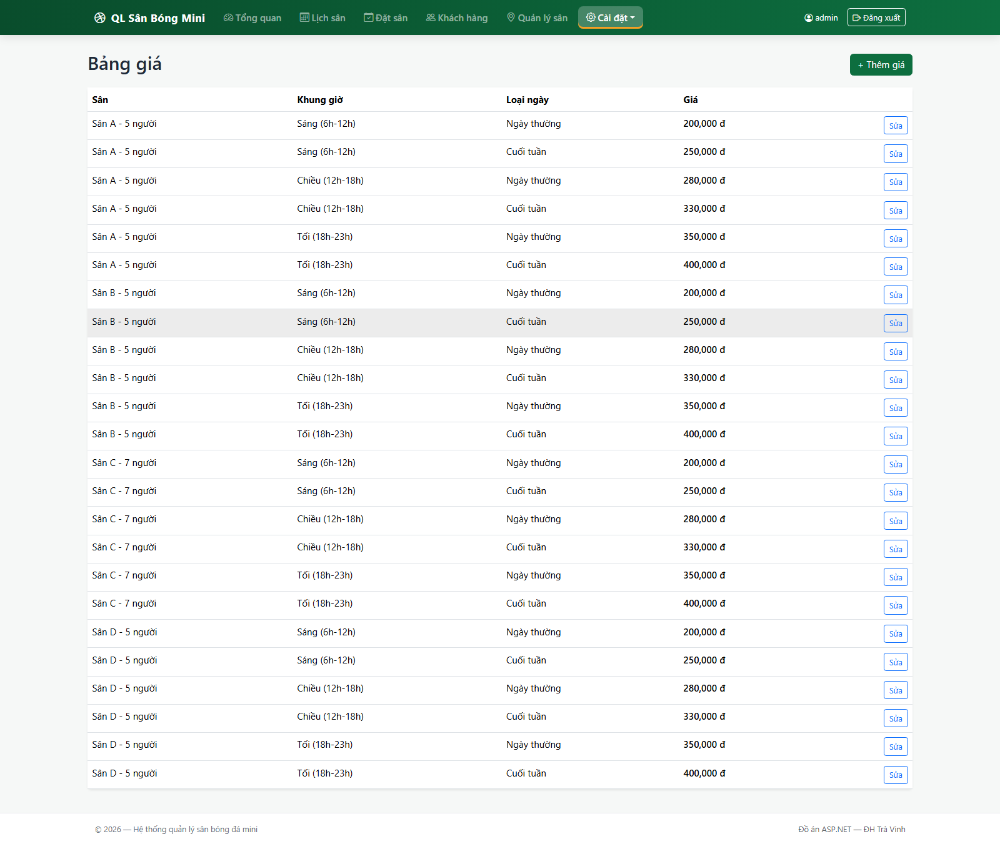 QL Sân Bóng Mini Tổng quan Lịch sân Đặt sân Khách hàng Quản lý sân Cài đặt admin Đăng xuất
Bảng giá + Thêm giá
Sân Khung giờ Loại ngày Giá
Sân A - 5 người Sáng (6h-12h) Ngày thường 200,000 đ Sửa
Sân A - 5 người Sáng (6h-12h) Cuối tuần 250,000 đ Sửa
Sân A - 5 người Chiều (12h-18h) Ngày thường 280,000 đ Sửa
Sân A - 5 người Chiều (12h-18h) Cuối tuần 330,000 đ Sửa
Sân A - 5 người Tối (18h-23h) Ngày thường 350,000 đ Sửa
Sân A - 5 người Tối (18h-23h) Cuối tuần 400,000 đ Sửa
Sân B - 5 người Sáng (6h-12h) Ngày thường 200,000 đ Sửa
Sân B - 5 người Sáng (6h-12h) Cuối tuần 250,000 đ Sửa
Sân B - 5 người Chiều (12h-18h) Ngày thường 280,000 đ Sửa
Sân B - 5 người Chiều (12h-18h) Cuối tuần 330,000 đ Sửa
Sân B - 5 người Tối (18h-23h) Ngày thường 350,000 đ Sửa
Sân B - 5 người Tối (18h-23h) Cuối tuần 400,000 đ Sửa
Sân C - 7 người Sáng (6h-12h) Ngày thường 200,000 đ Sửa
Sân C - 7 người Sáng (6h-12h) Cuối tuần 250,000 đ Sửa
Sân C - 7 người Chiều (12h-18h) Ngày thường 280,000 đ Sửa
Sân C - 7 người Chiều (12h-18h) Cuối tuần 330,000 đ Sửa
Sân C - 7 người Tối (18h-23h) Ngày thường 350,000 đ Sửa
Sân C - 7 người Tối (18h-23h) Cuối tuần 400,000 đ Sửa
Sân D - 5 người Sáng (6h-12h) Ngày thường 200,000 đ Sửa
Sân D - 5 người Sáng (6h-12h) Cuối tuần 250,000 đ Sửa
Sân D - 5 người Chiều (12h-18h) Ngày thường 280,000 đ Sửa
Sân D - 5 người Chiều (12h-18h) Cuối tuần 330,000 đ Sửa
Sân D - 5 người Tối (18h-23h) Ngày thường 350,000 đ Sửa
Sân D - 5 người Tối (18h-23h) Cuối tuần 400,000 đ Sửa
© 2026 — Hệ thống quản lý sân bóng đá mini Đồ án ASP.NET — ĐH Trà Vinh